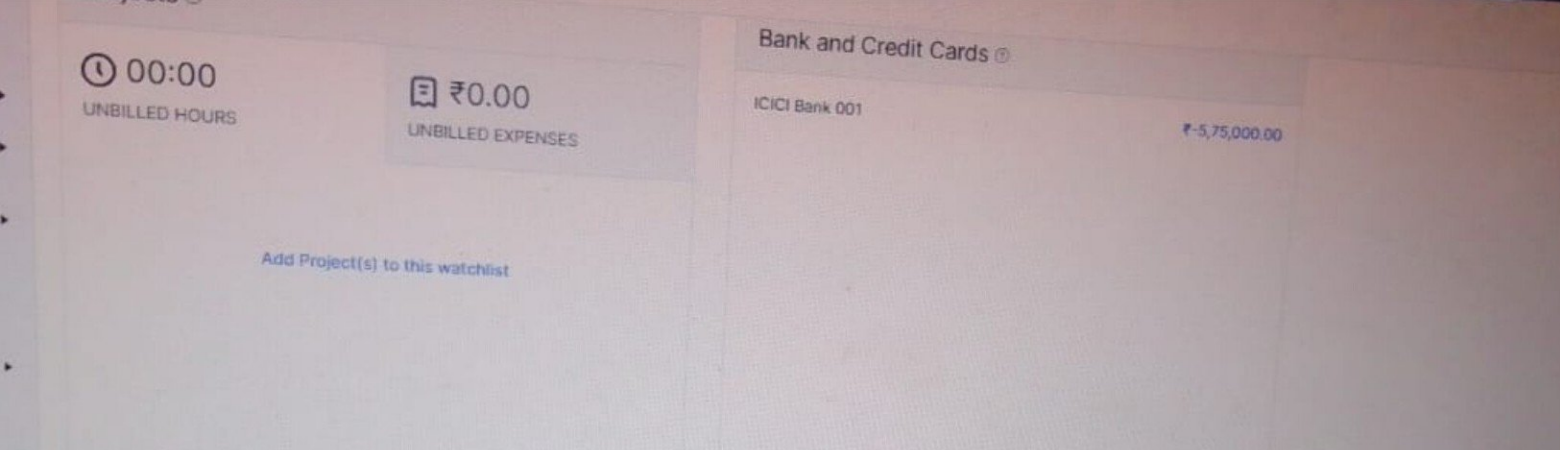 00:00
UNBILLED HOURS
₹0.00
UNBILLED EXPENSES
Add Project(s) to this watchlist
Bank and Credit Cards
ICICI Bank 001
₹-5,75,000.00